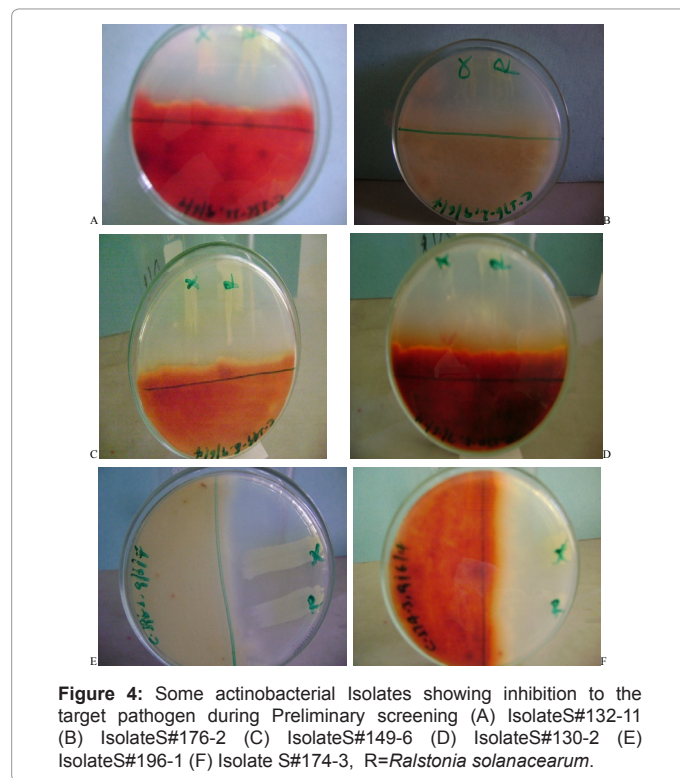 A
X
R
B
C
D
E
F
Figure 4: Some actinobacterial Isolates showing inhibition to the
target pathogen during Preliminary screening (A) IsolateS#132-11
(B) IsolateS#176-2 (C) IsolateS#149-6 (D) IsolateS#130-2 (E)
IsolateS#196-1 (F) Isolate S#174-3, R=Ralstonia solanacearum.